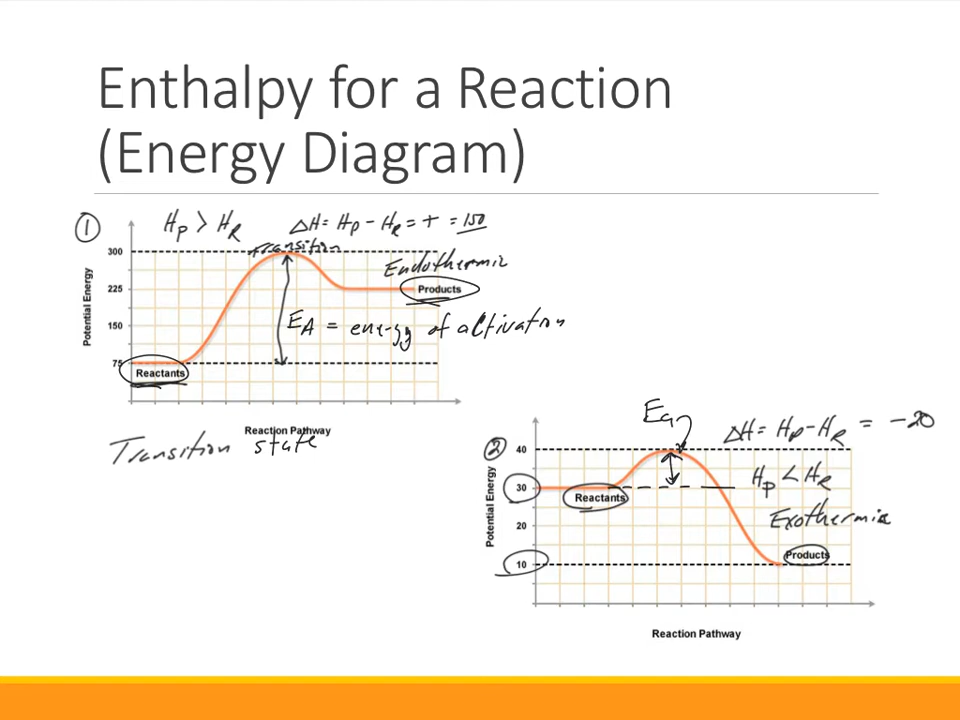 Enthalpy for a Reaction
(Energy Diagram)
① Hp > HR ΔH = Hp - HR = + = 150
Transition
300
Endothermic
225
Products
Potential Energy
150
EA = energy of activation
75
Reactants
Reaction Pathway
Transition state
Ea
ΔH = Hp - HR = -20
② 40
Hp < HR
30
Reactants
Potential Energy
Exothermic
20
Products
10
Reaction Pathway